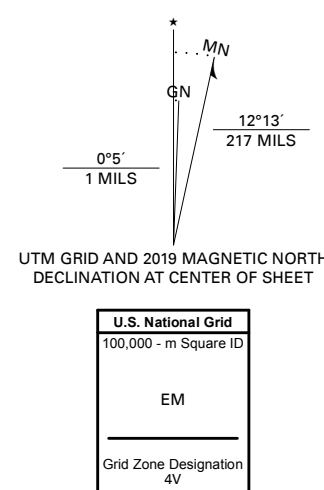 ★
MN
GN
12°13´
217 MILS
0°5´
1 MILS
UTM GRID AND 2019 MAGNETIC NORTH
DECLINATION AT CENTER OF SHEET
U.S. National Grid
100,000 - m Square ID
EM
Grid Zone Designation
4V